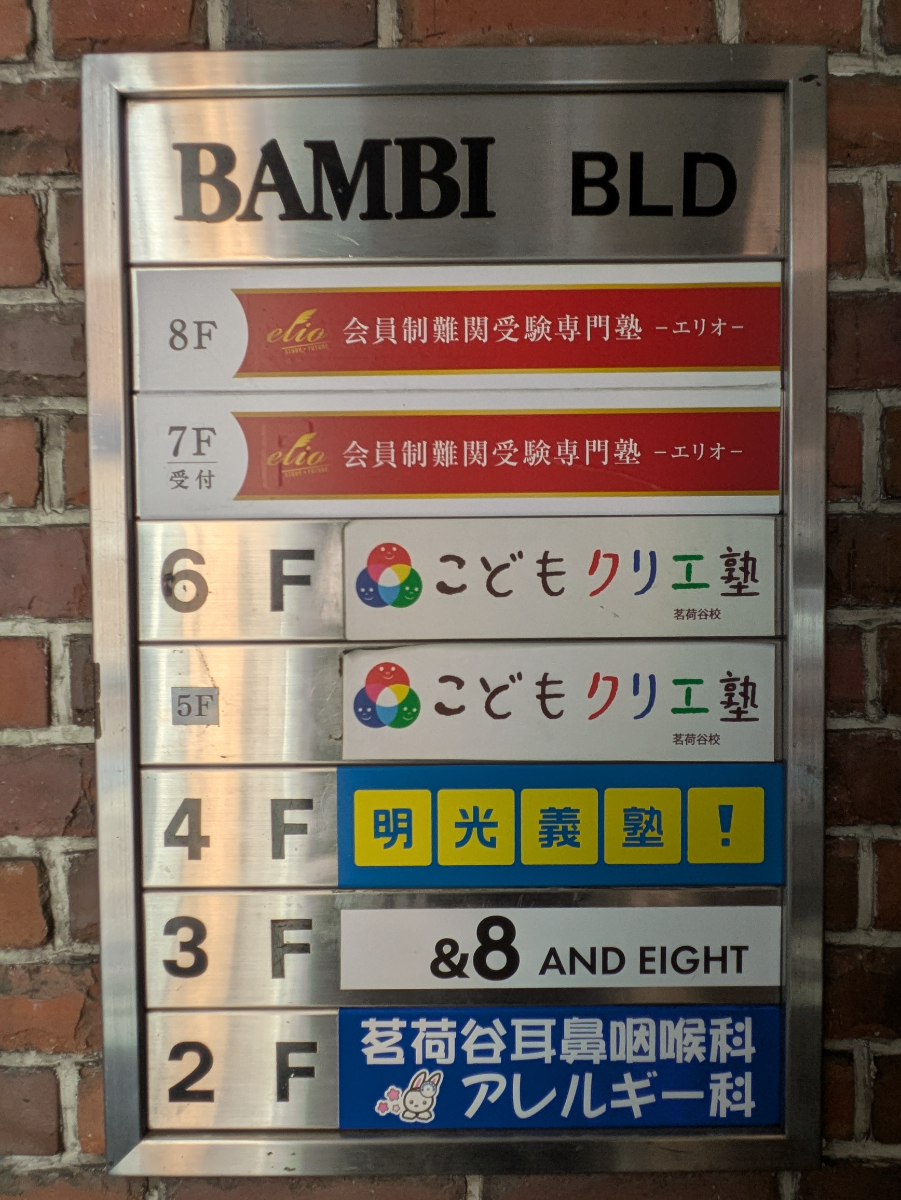 BAMBI BLD
8F elio 会員制難関受験専門塾 −エリオ−
7F elio 会員制難関受験専門塾 −エリオ−
受付
6 F こども クリエ塾
茗荷谷校
5F こども クリエ塾
茗荷谷校
4 F 明光義塾!
3 F &8 AND EIGHT
2 F 茗荷谷耳鼻咽喉科
アレルギー科